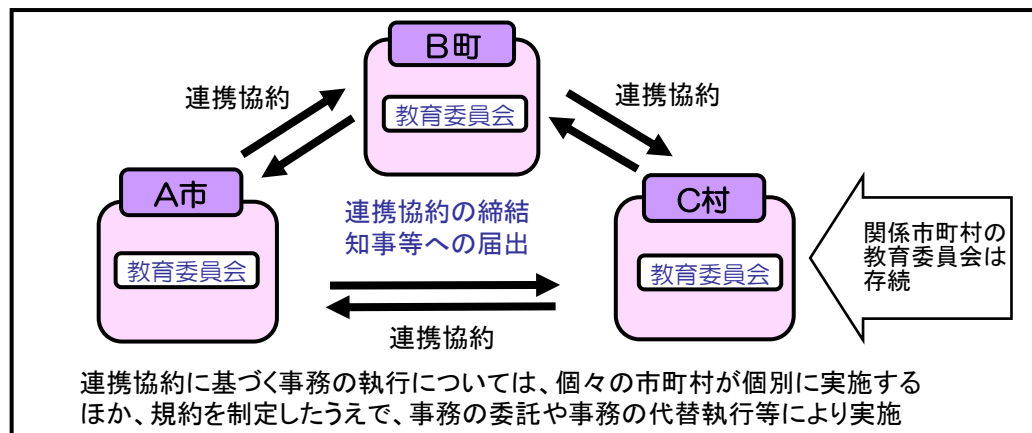 B町
教育委員会
連携協約
連携協約
A市
教育委員会
連携協約の締結
知事等への届出
C村
教育委員会
関係市町村の
教育委員会は
存続
連携協約
連携協約に基づく事務の執行については、個々の市町村が個別に実施する
ほか、規約を制定したうえで、事務の委託や事務の代替執行等により実施